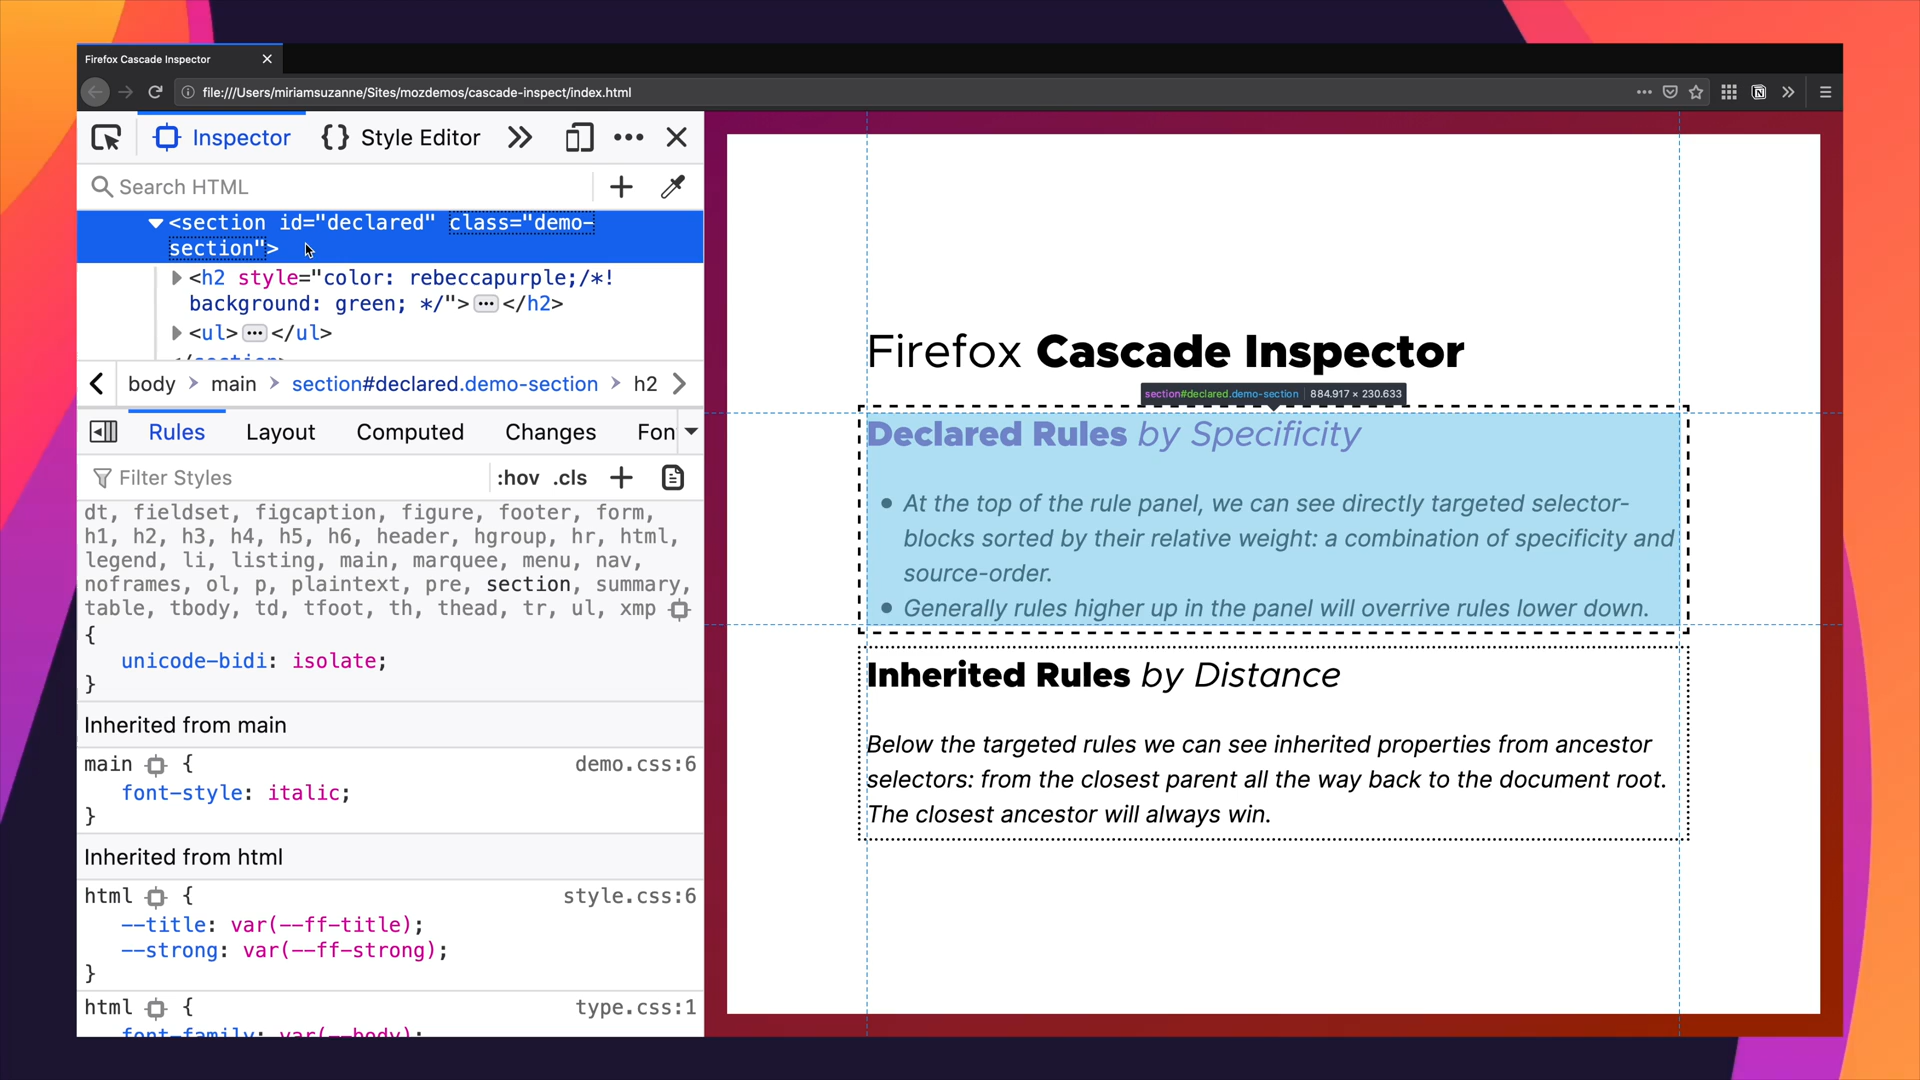 Firefox Cascade Inspector
file:///Users/miriamsuzanne/Sites/mozdemos/cascade-inspect/index.html
Inspector
{} Style Editor
Search HTML
<section id="declared" class="demo-
section">
<h2 style="color: rebeccapurple;/*!
background: green; */"> ••• </h2>
<ul> ••• </ul>
</section>
body > main > section#declared.demo-section > h2
Rules Layout Computed Changes Fon
Filter Styles :hov .cls
dt, fieldset, figcaption, figure, footer, form,
h1, h2, h3, h4, h5, h6, header, hgroup, hr, html,
legend, li, listing, main, marquee, menu, nav,
noframes, ol, p, plaintext, pre, section, summary,
table, tbody, td, tfoot, th, thead, tr, ul, xmp
{
unicode-bidi: isolate;
}
Inherited from main
main { demo.css:6
font-style: italic;
}
Inherited from html
html { style.css:6
--title: var(--ff-title);
--strong: var(--ff-strong);
}
html { type.css:1
font-family: var(--body);
Firefox Cascade Inspector
section#declared.demo-section | 884.917 × 230.633
Declared Rules by Specificity
• At the top of the rule panel, we can see directly targeted selector-
blocks sorted by their relative weight: a combination of specificity and
source-order.
• Generally rules higher up in the panel will overrive rules lower down.
Inherited Rules by Distance
Below the targeted rules we can see inherited properties from ancestor
selectors: from the closest parent all the way back to the document root.
The closest ancestor will always win.